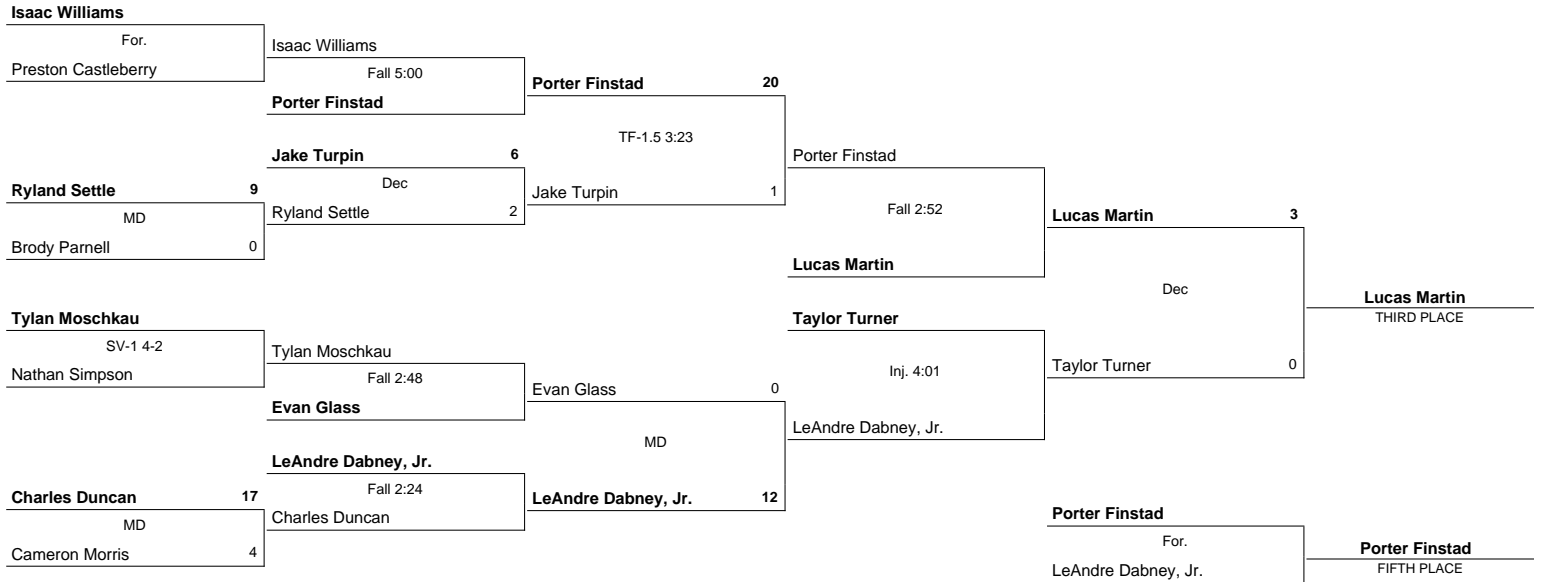 Isaac Williams
For.
Preston Castleberry
Ryland Settle 9
MD
Brody Parnell 0
Tylan Moschkau
SV-1 4-2
Nathan Simpson
Charles Duncan 17
MD
Cameron Morris 4
Isaac Williams
Fall 5:00
Porter Finstad
Jake Turpin 6
Dec
Ryland Settle 2
Tylan Moschkau
Fall 2:48
Evan Glass
LeAndre Dabney, Jr.
Fall 2:24
Charles Duncan
Porter Finstad 20
TF-1.5 3:23
Jake Turpin 1
Evan Glass 0
MD
LeAndre Dabney, Jr. 12
Porter Finstad
Fall 2:52
Lucas Martin
Taylor Turner
Inj. 4:01
LeAndre Dabney, Jr.
Lucas Martin 3
Dec
Taylor Turner 0
Lucas Martin
THIRD PLACE
Porter Finstad
For.
LeAndre Dabney, Jr.
Porter Finstad
FIFTH PLACE